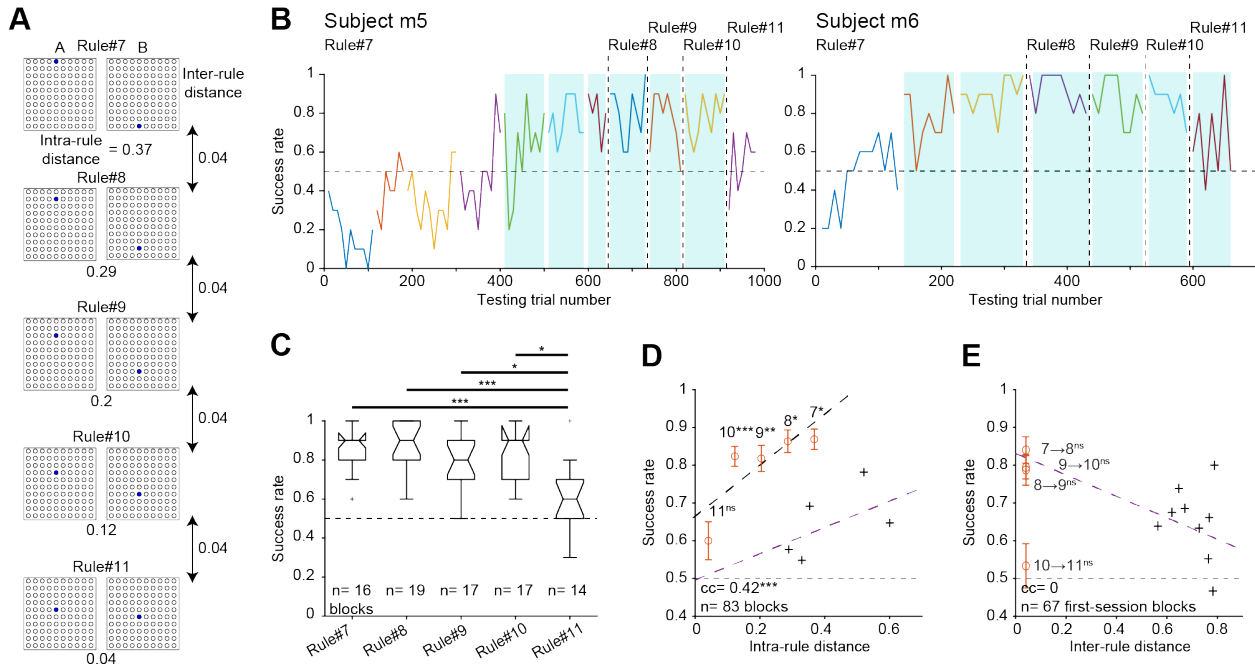 A
Rule#7
A B
Inter-rule
distance
Intra-rule
distance = 0.37
0.04
Rule#8
0.29
0.04
Rule#9
0.2
0.04
Rule#10
0.12
0.04
Rule#11
0.04
B
Subject m5
Rule#7
Rule#8
Rule#9
Rule#10
Rule#11
Success rate
1
0.8
0.6
0.4
0.2
0
0 200 400 600 800 1000
Testing trial number
Subject m6
Rule#7
Rule#8
Rule#9
Rule#10
Rule#11
1
0.8
0.6
0.4
0.2
0
200 400 600
Testing trial number
C
*
*
***
***
Success rate
1
0.8
0.6
0.4
0.2
0
n= 16 n= 19 n= 17 n= 17 n= 14
blocks
Rule#7 Rule#8 Rule#9 Rule#10 Rule#11
D
Success rate
1
0.9
0.8
0.7
0.6
0.5
0.4
10*** 9** 8* 7*
11ns
cc= 0.42***
n= 83 blocks
0 0.2 0.4 0.6
Intra-rule distance
E
Success rate
1
0.9
0.8
0.7
0.6
0.5
0.4
7→8ns
9→10ns
8→9ns
10→11ns
cc= 0
n= 67 first-session blocks
0 0.2 0.4 0.6 0.8
Inter-rule distance